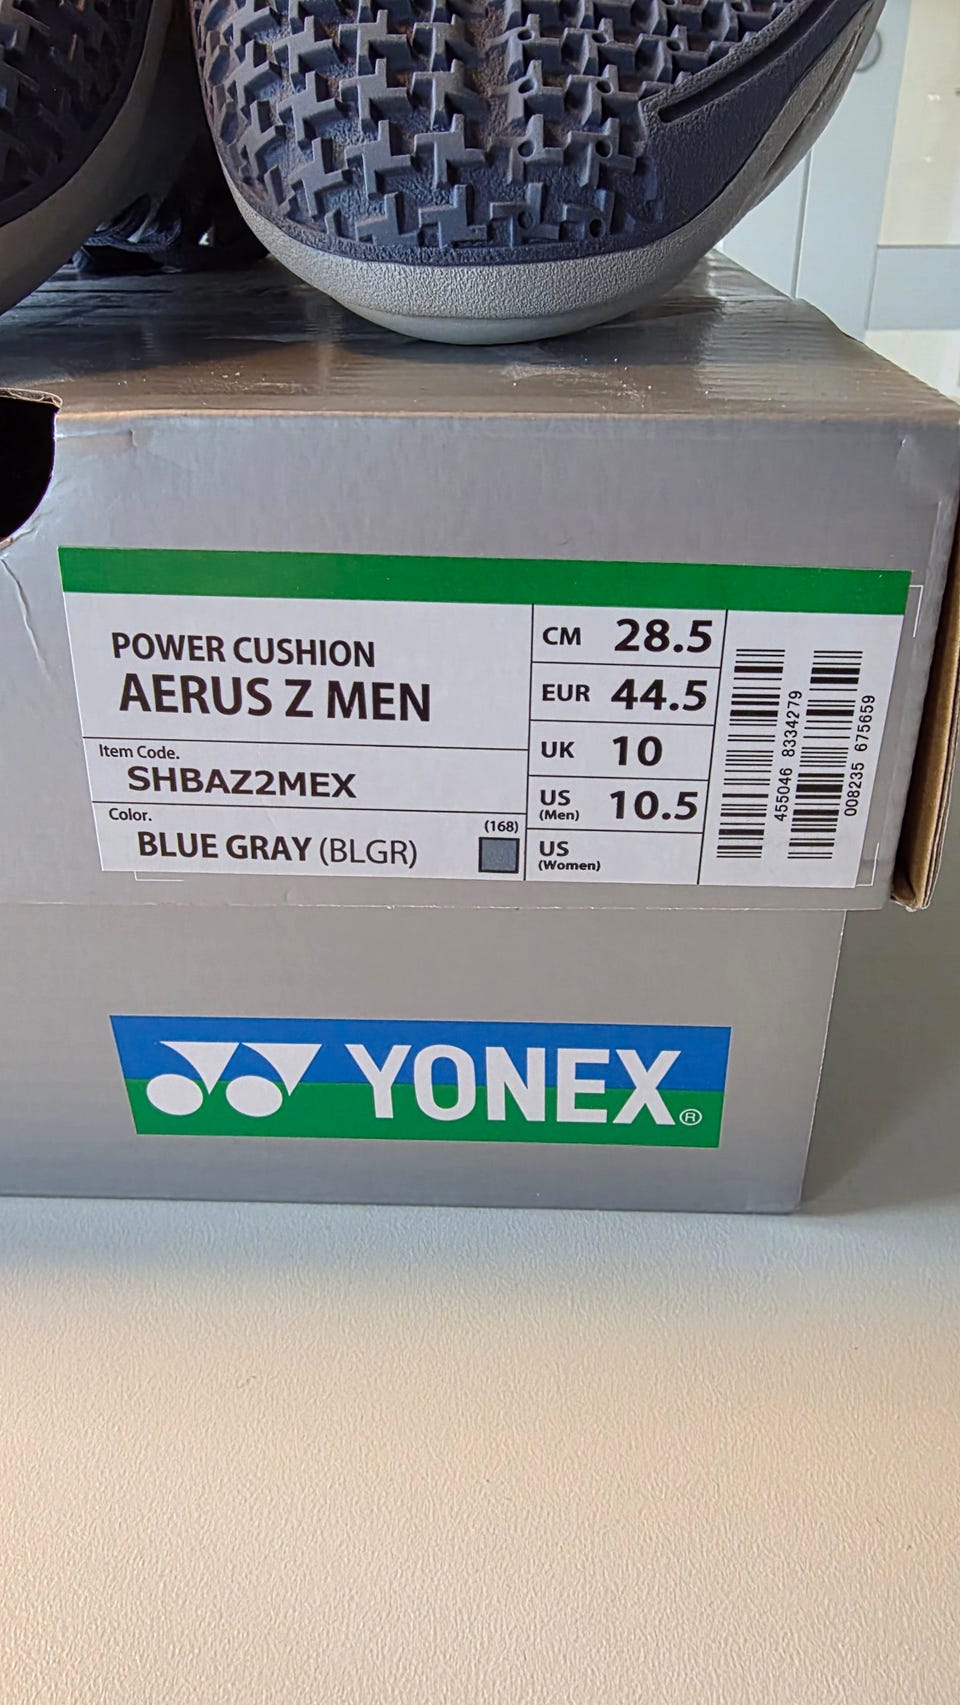 POWER CUSHION
AERUS Z MEN
Item Code.
SHBAZ2MEX
Color.
BLUE GRAY (BLGR)
(168)
CM 28.5
EUR 44.5
UK 10
US (Men) 10.5
US (Women)
455046 8334279
008235 675659
YONEX®